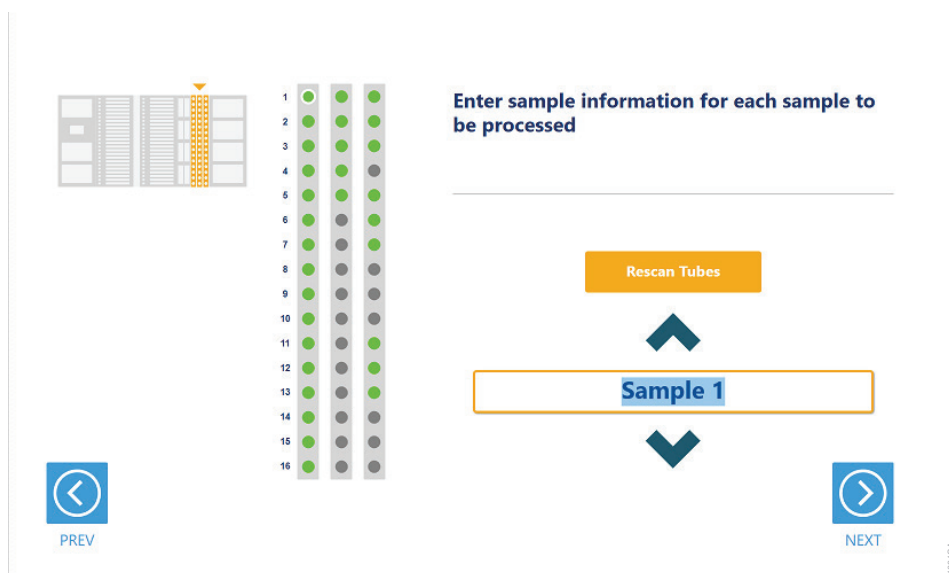 Enter sample information for each sample to
be processed
1
2
3
4
5
6
7
8
9
10
11
12
13
14
15
16
Rescan Tubes
Sample 1
PREV
NEXT